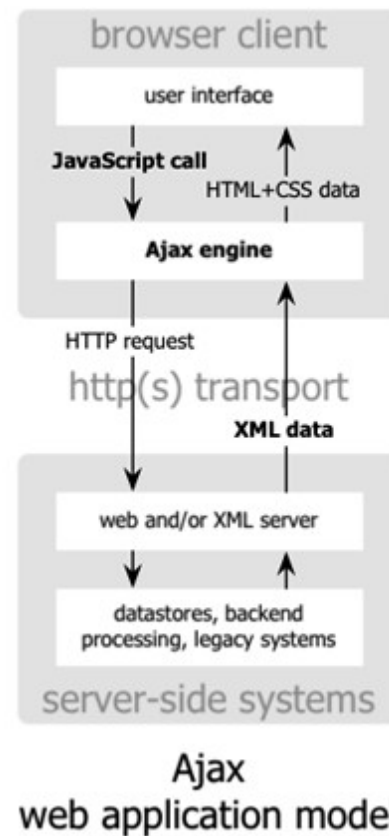 browser client
user interface
JavaScript call
HTML+CSS data
Ajax engine
HTTP request
http(s) transport
XML data
web and/or XML server
datastores, backend
processing, legacy systems
server-side systems
Ajax
web application mode